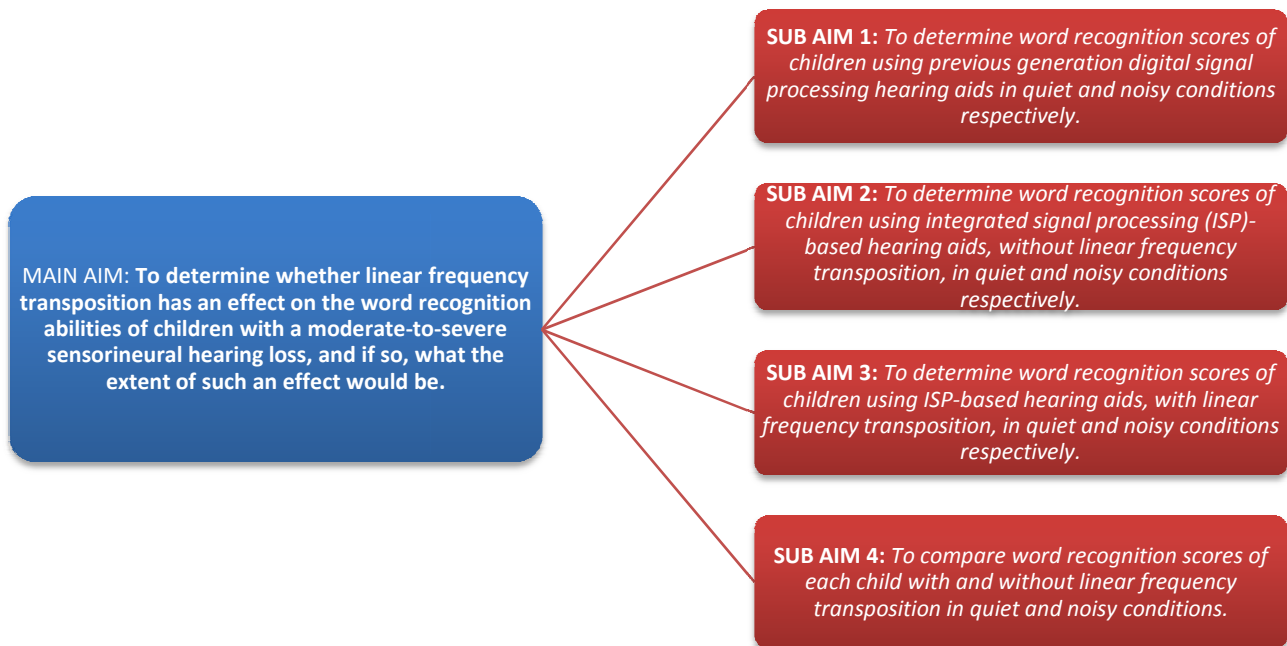 MAIN AIM: To determine whether linear frequency
transposition has an effect on the word recognition
abilities of children with a moderate-to-severe
sensorineural hearing loss, and if so, what the
extent of such an effect would be.
SUB AIM 1: To determine word recognition scores of
children using previous generation digital signal
processing hearing aids in quiet and noisy conditions
respectively.
SUB AIM 2: To determine word recognition scores of
children using integrated signal processing (ISP)-
based hearing aids, without linear frequency
transposition, in quiet and noisy conditions
respectively.
SUB AIM 3: To determine word recognition scores of
children using ISP-based hearing aids, with linear
frequency transposition, in quiet and noisy conditions
respectively.
SUB AIM 4: To compare word recognition scores of
each child with and without linear frequency
transposition in quiet and noisy conditions.